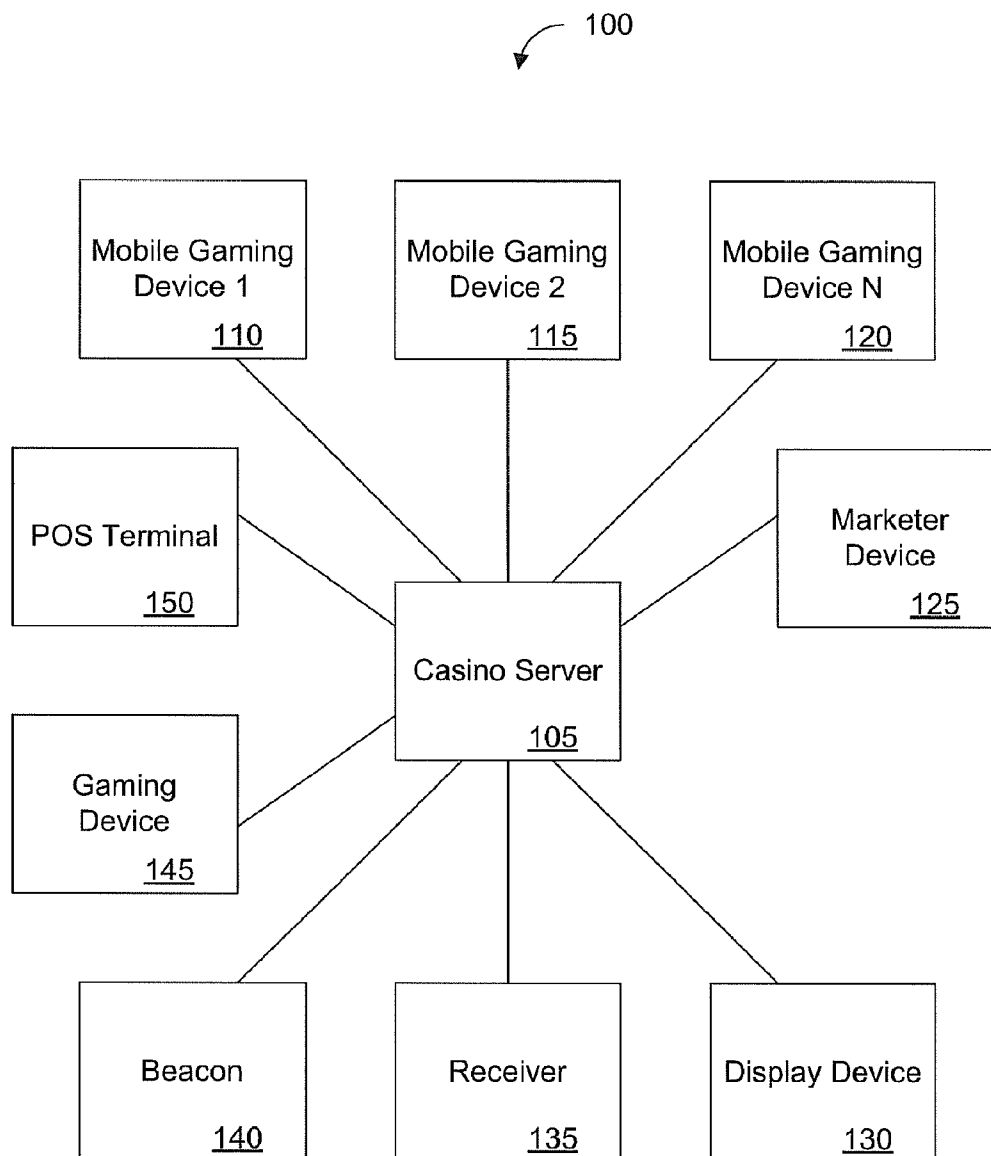 100
Mobile Gaming
Device 1
110
Mobile Gaming
Device 2
115
Mobile Gaming
Device N
120
POS Terminal
150
Marketer
Device
125
Casino Server
105
Gaming
Device
145
Beacon
140
Receiver
135
Display Device
130